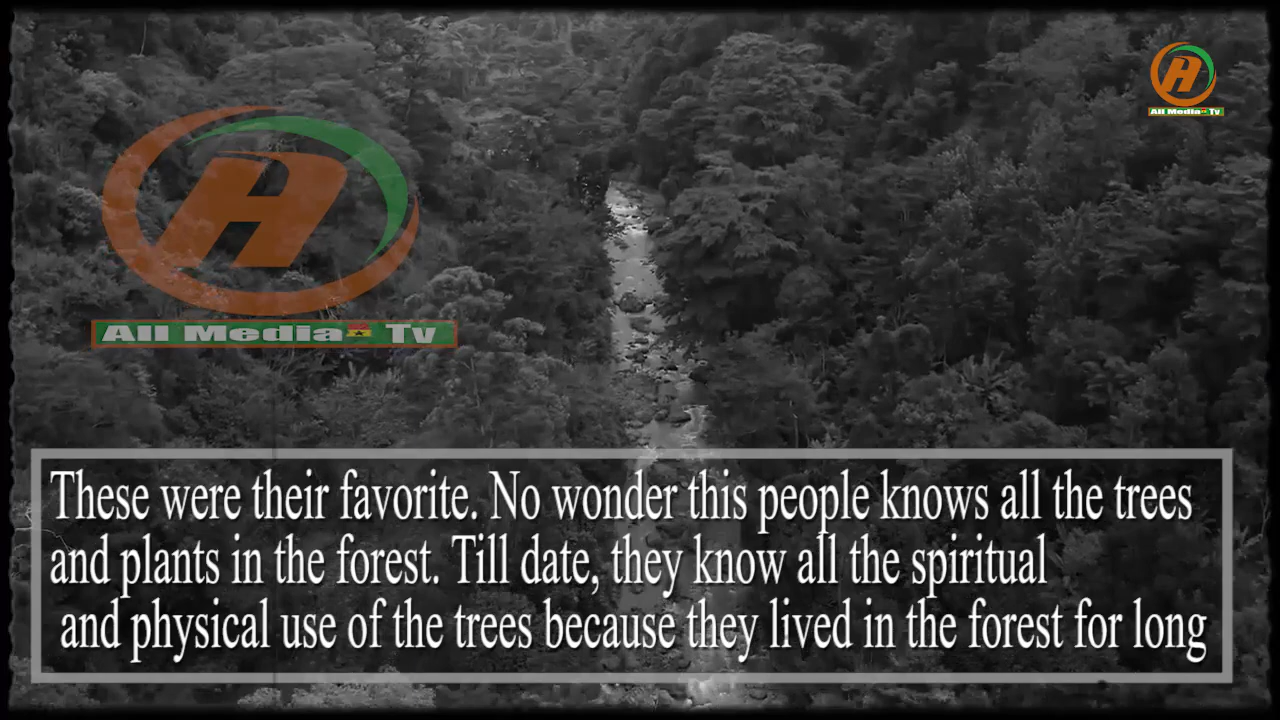 All Media Tv
All Media Tv
These were their favorite. No wonder this people knows all the trees
and plants in the forest. Till date, they know all the spiritual
and physical use of the trees because they lived in the forest for long